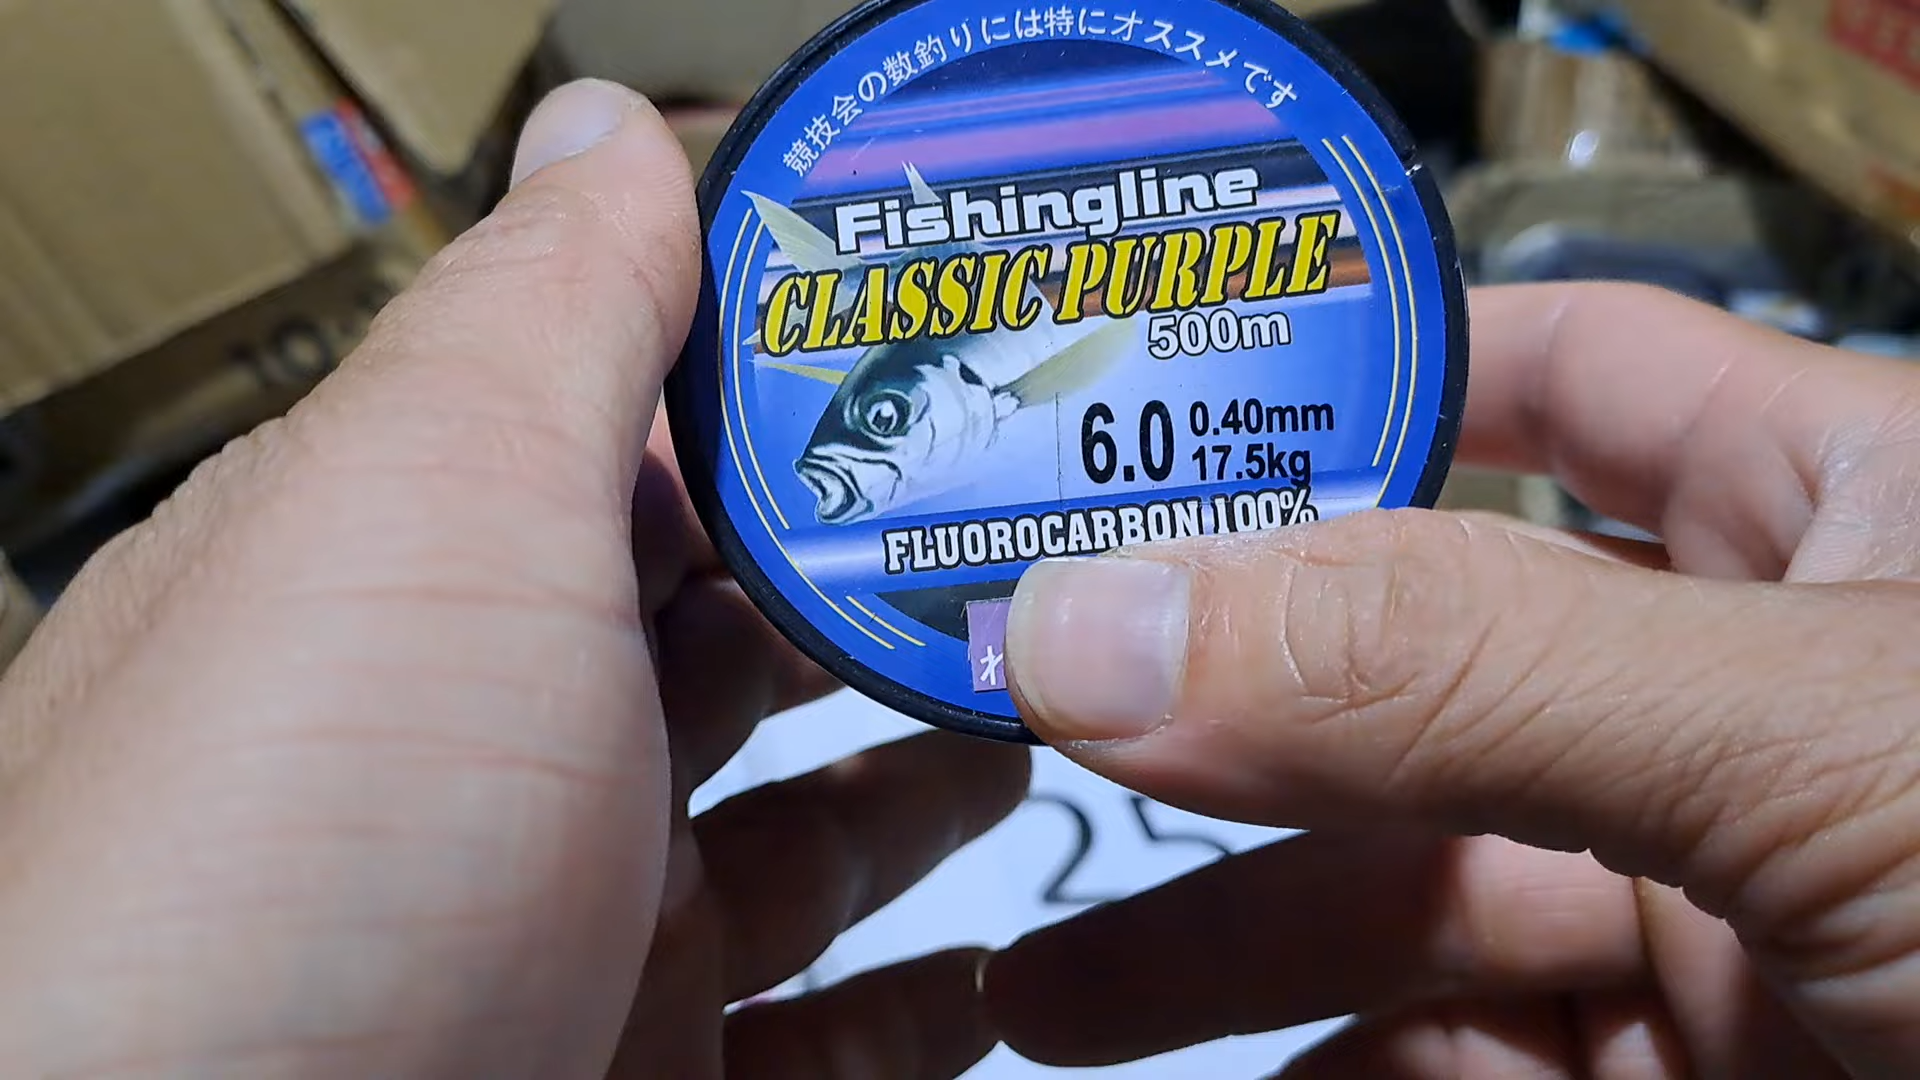 競技会の数釣りには特にオススメです
Fishingline
CLASSIC PURPLE
500m
6.0 0.40mm
17.5kg
FLUOROCARBON 100%
25